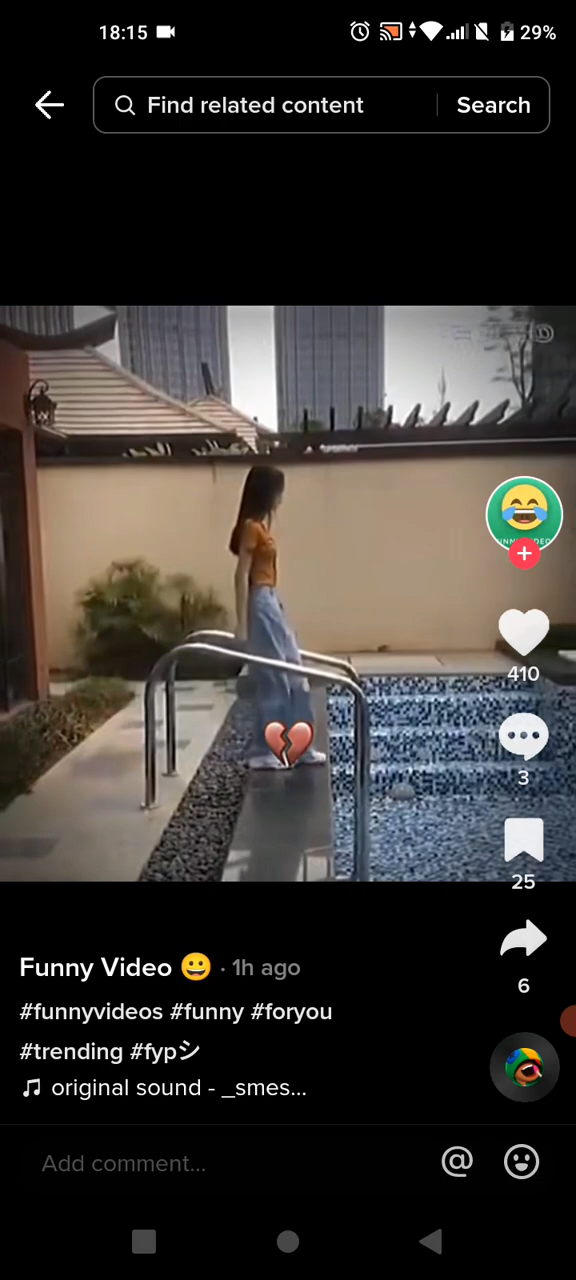 18:15
29%
Find related content
Search
410
3
25
6
Funny Video 😀 · 1h ago
#funnyvideos #funny #foryou
#trending #fypシ
original sound - _smes...
Add comment...
@